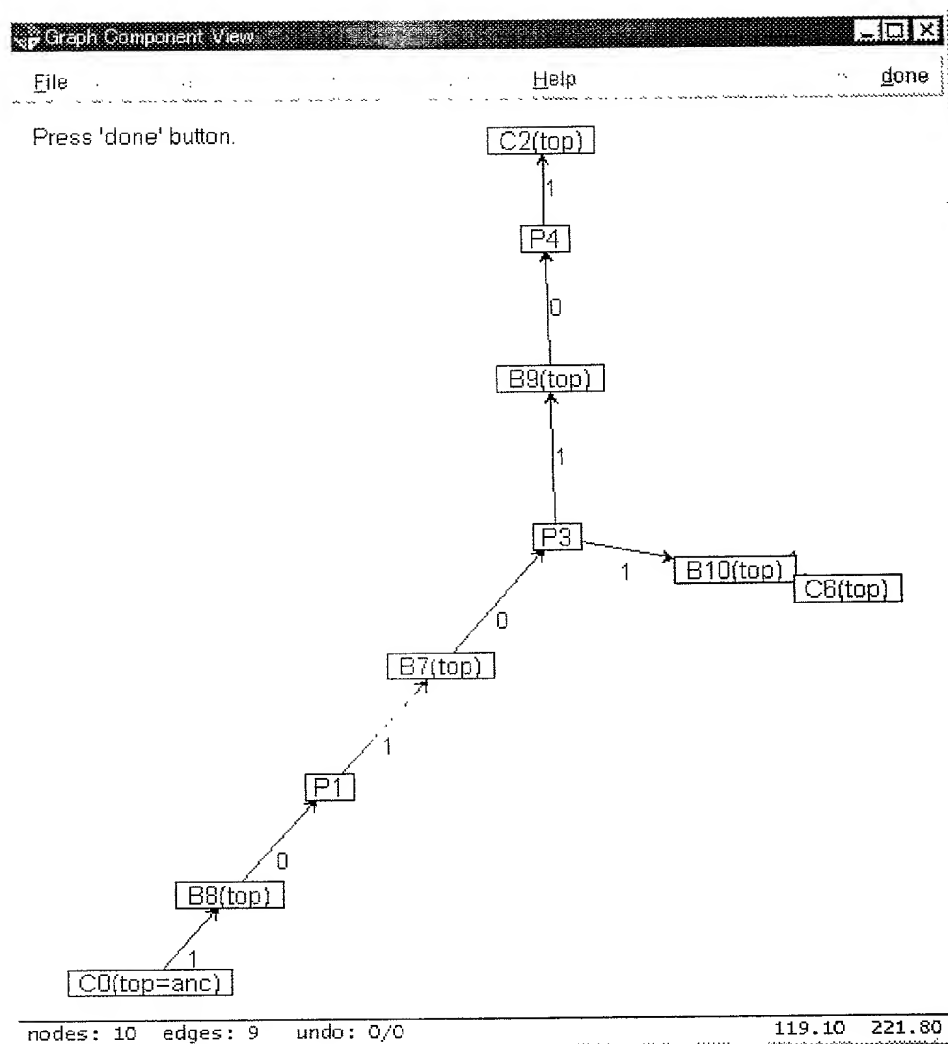 Graph Component View
File Help done
Press 'done' button.
C2(top)
1
P4
0
B9(top)
1
P3
1
B10(top)
C6(top)
0
B7(top)
1
P1
0
B8(top)
1
C0(top=anc)
nodes: 10 edges: 9 undo: 0/0 119.10 221.80